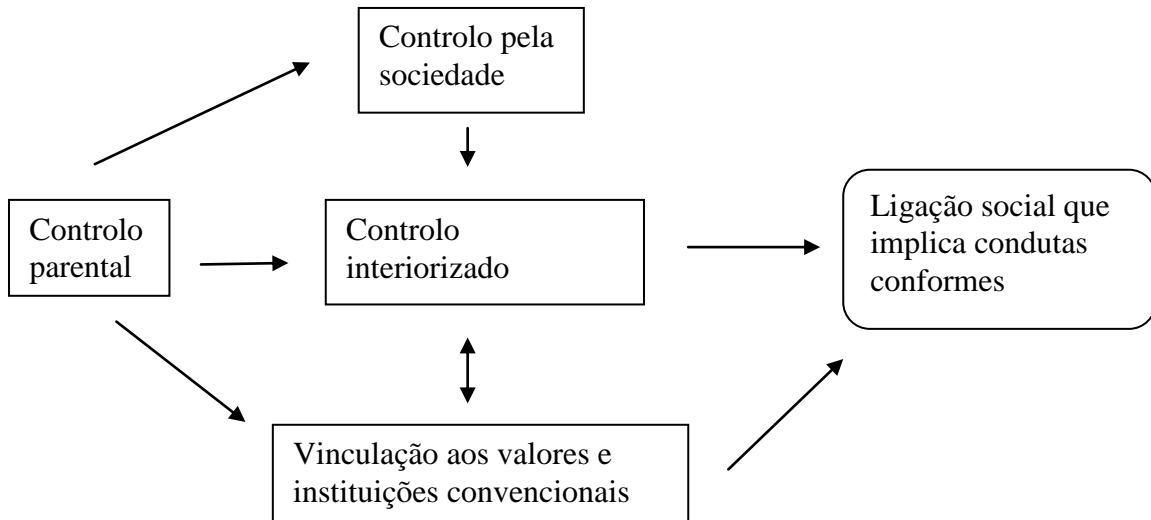 Controlo pela
sociedade
Controlo
parental
Controlo
interiorizado
Ligação social que
implica condutas
conformes
Vinculação aos valores e
instituições convencionais